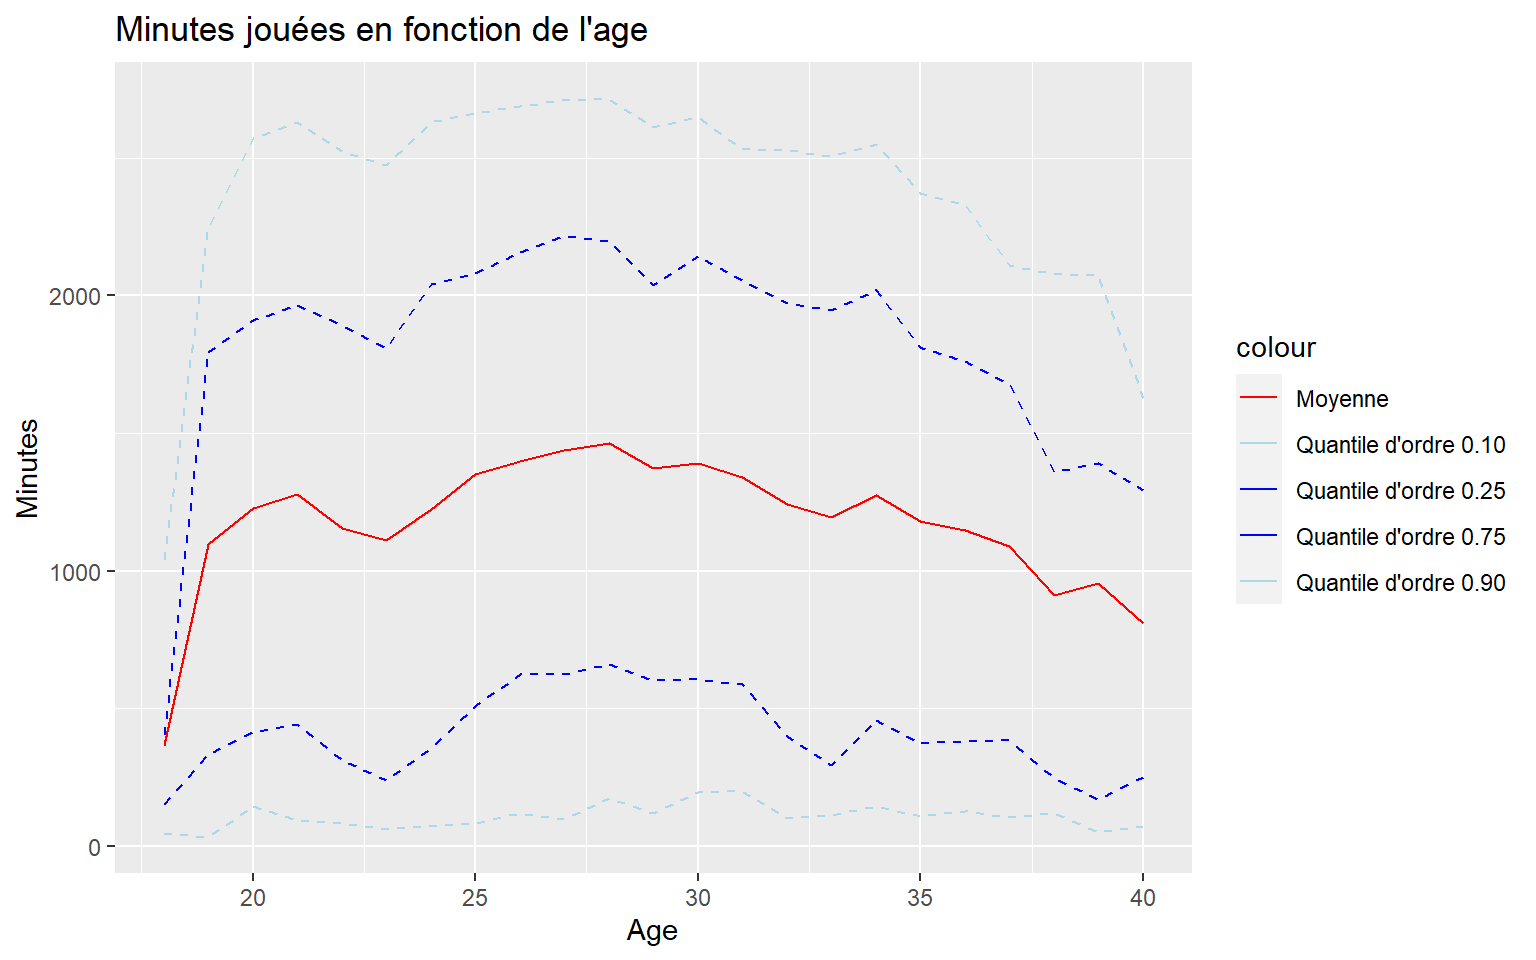 Minutes jouées en fonction de l'age
2000
1000
0
Minutes
20 25 30 35 40
Age
colour
Moyenne
Quantile d'ordre 0.10
Quantile d'ordre 0.25
Quantile d'ordre 0.75
Quantile d'ordre 0.90